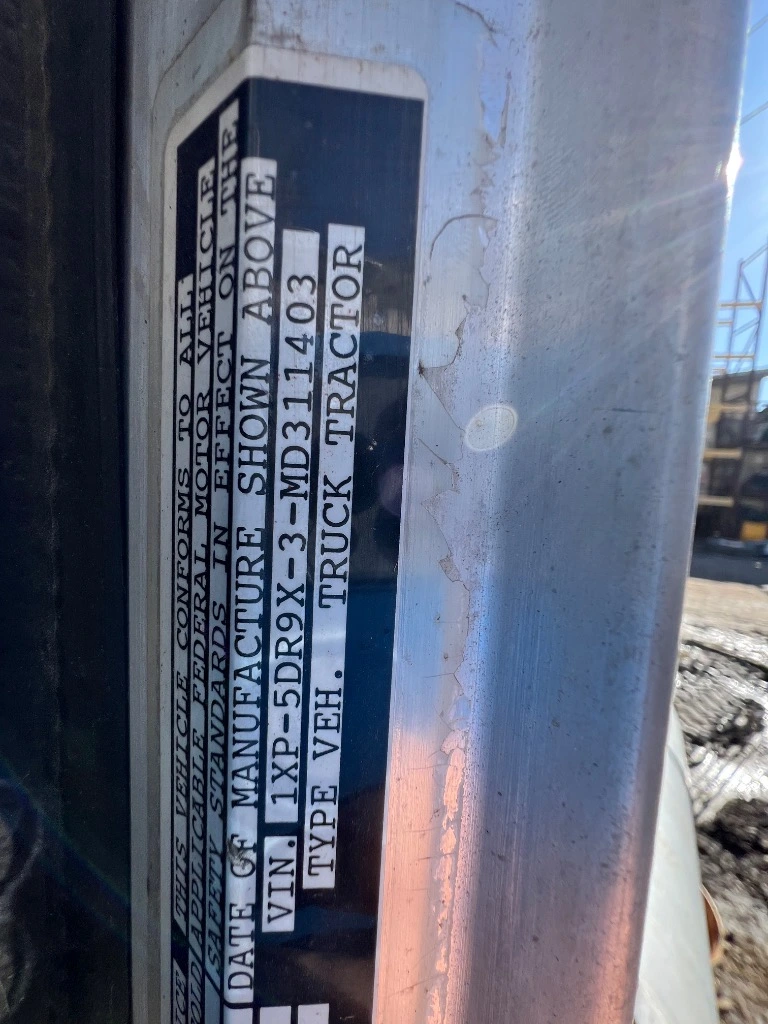 THIS VEHICLE CONFORMS TO ALL
APPLICABLE FEDERAL MOTOR VEHICLE
SAFETY STANDARDS IN EFFECT ON THE
DATE OF MANUFACTURE SHOWN ABOVE
VIN. 1XP-5DR9X-3-MD311403
TYPE VEH. TRUCK TRACTOR